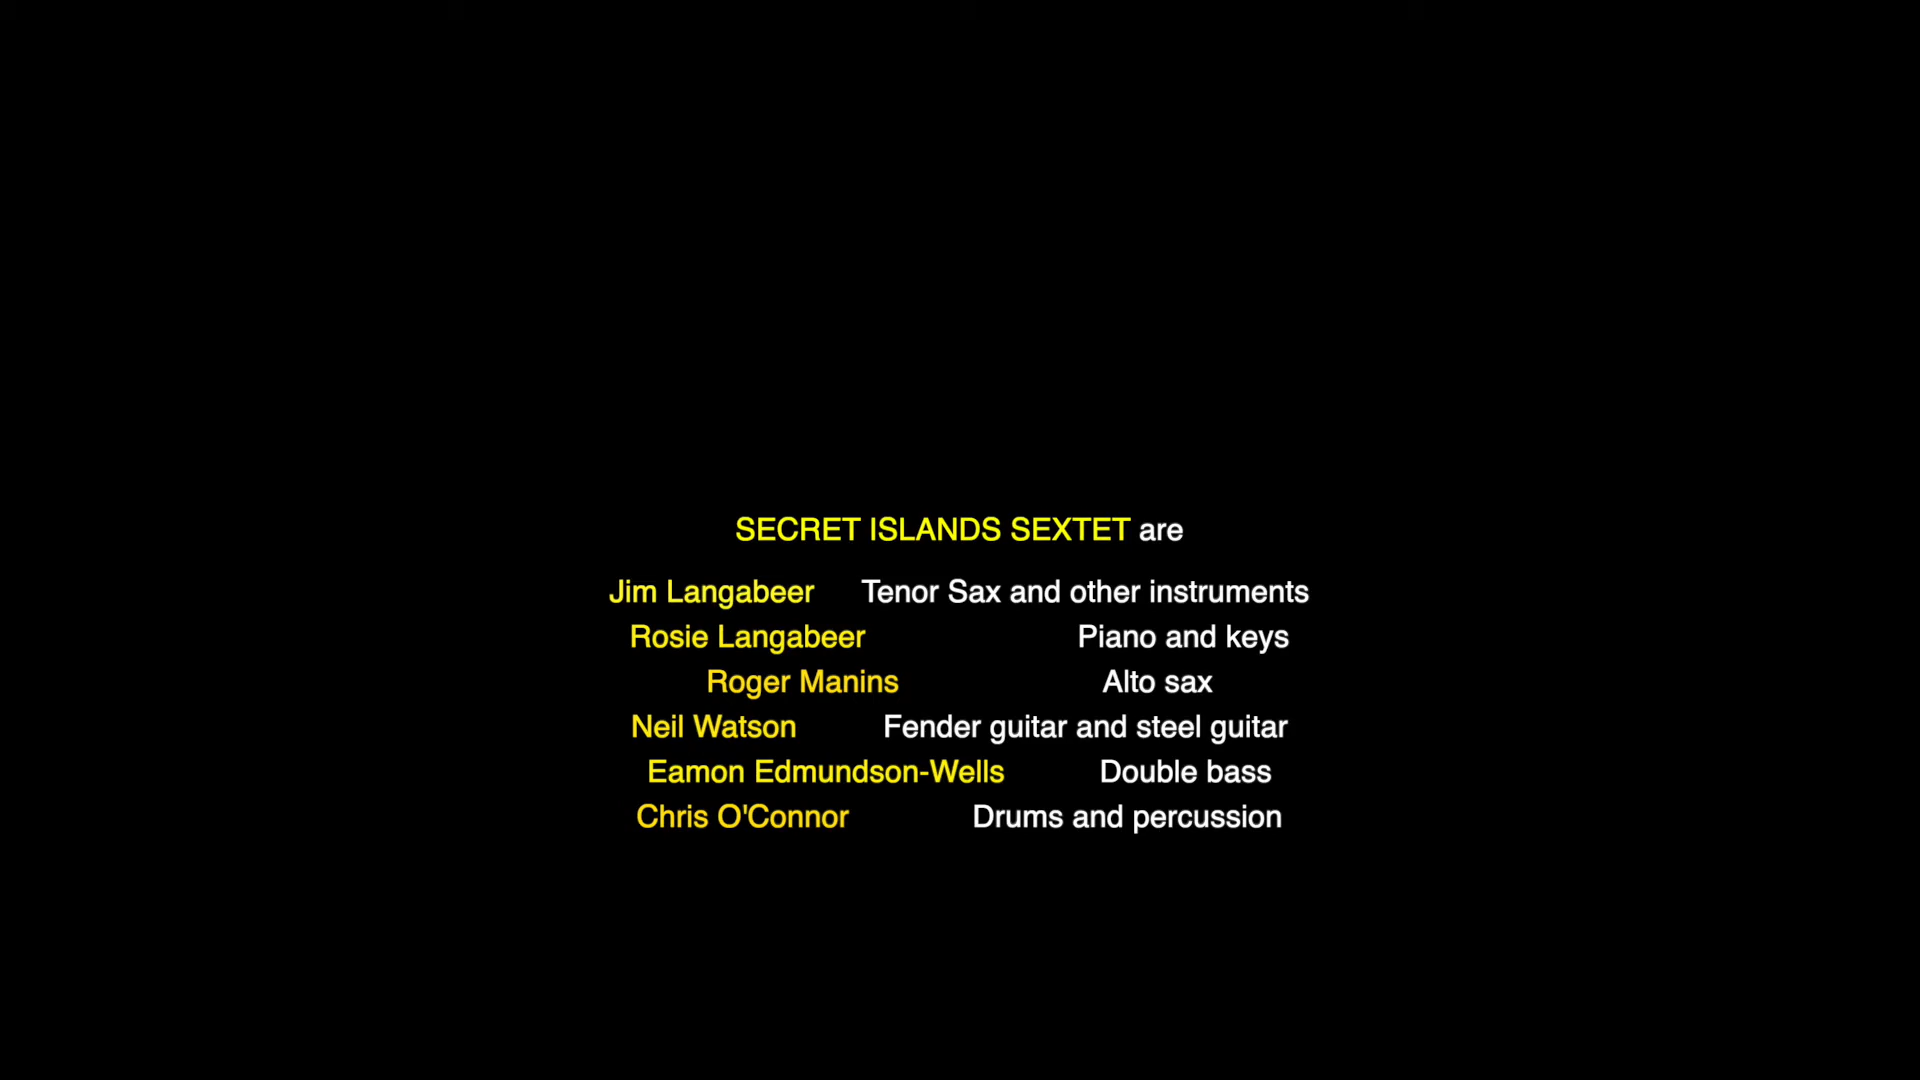 SECRET ISLANDS SEXTET are
Jim Langabeer Tenor Sax and other instruments
Rosie Langabeer Piano and keys
Roger Manins Alto sax
Neil Watson Fender guitar and steel guitar
Eamon Edmundson-Wells Double bass
Chris O'Connor Drums and percussion